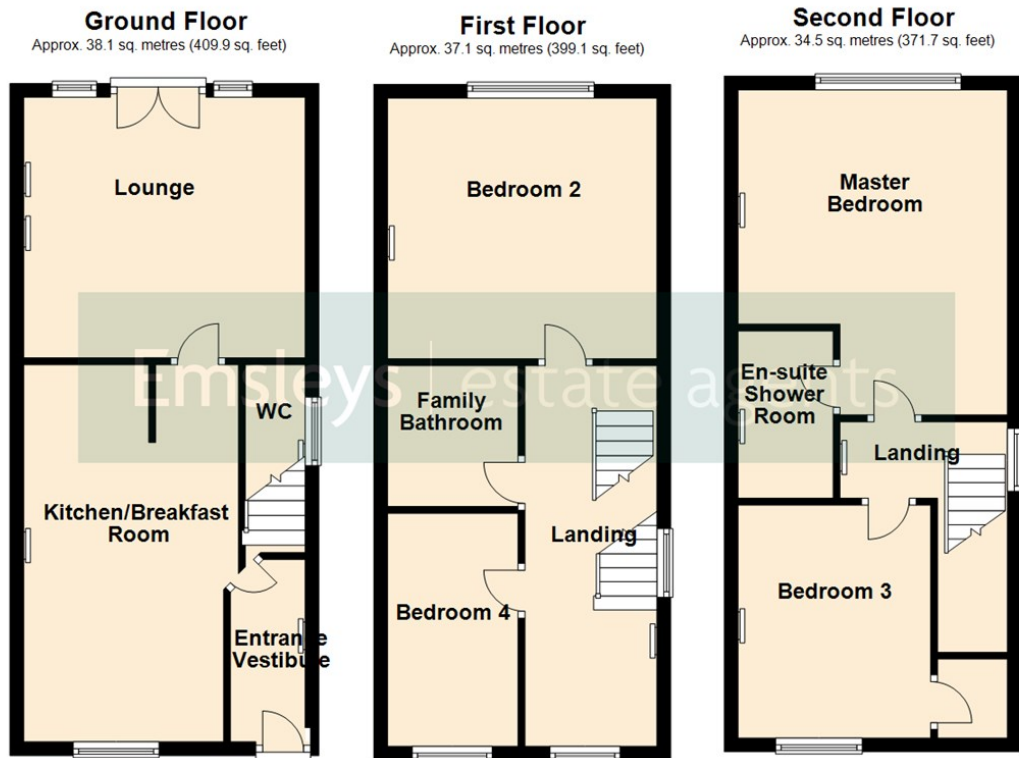 Ground Floor
Approx. 38.1 sq. metres (409.9 sq. feet)
Lounge
WC
Kitchen/Breakfast
Room
Entrance
Vestibule
First Floor
Approx. 37.1 sq. metres (399.1 sq. feet)
Bedroom 2
Family
Bathroom
Landing
Bedroom 4
Second Floor
Approx. 34.5 sq. metres (371.7 sq. feet)
Master
Bedroom
En-suite
Shower
Room
Landing
Bedroom 3
Emsleys | estate agents